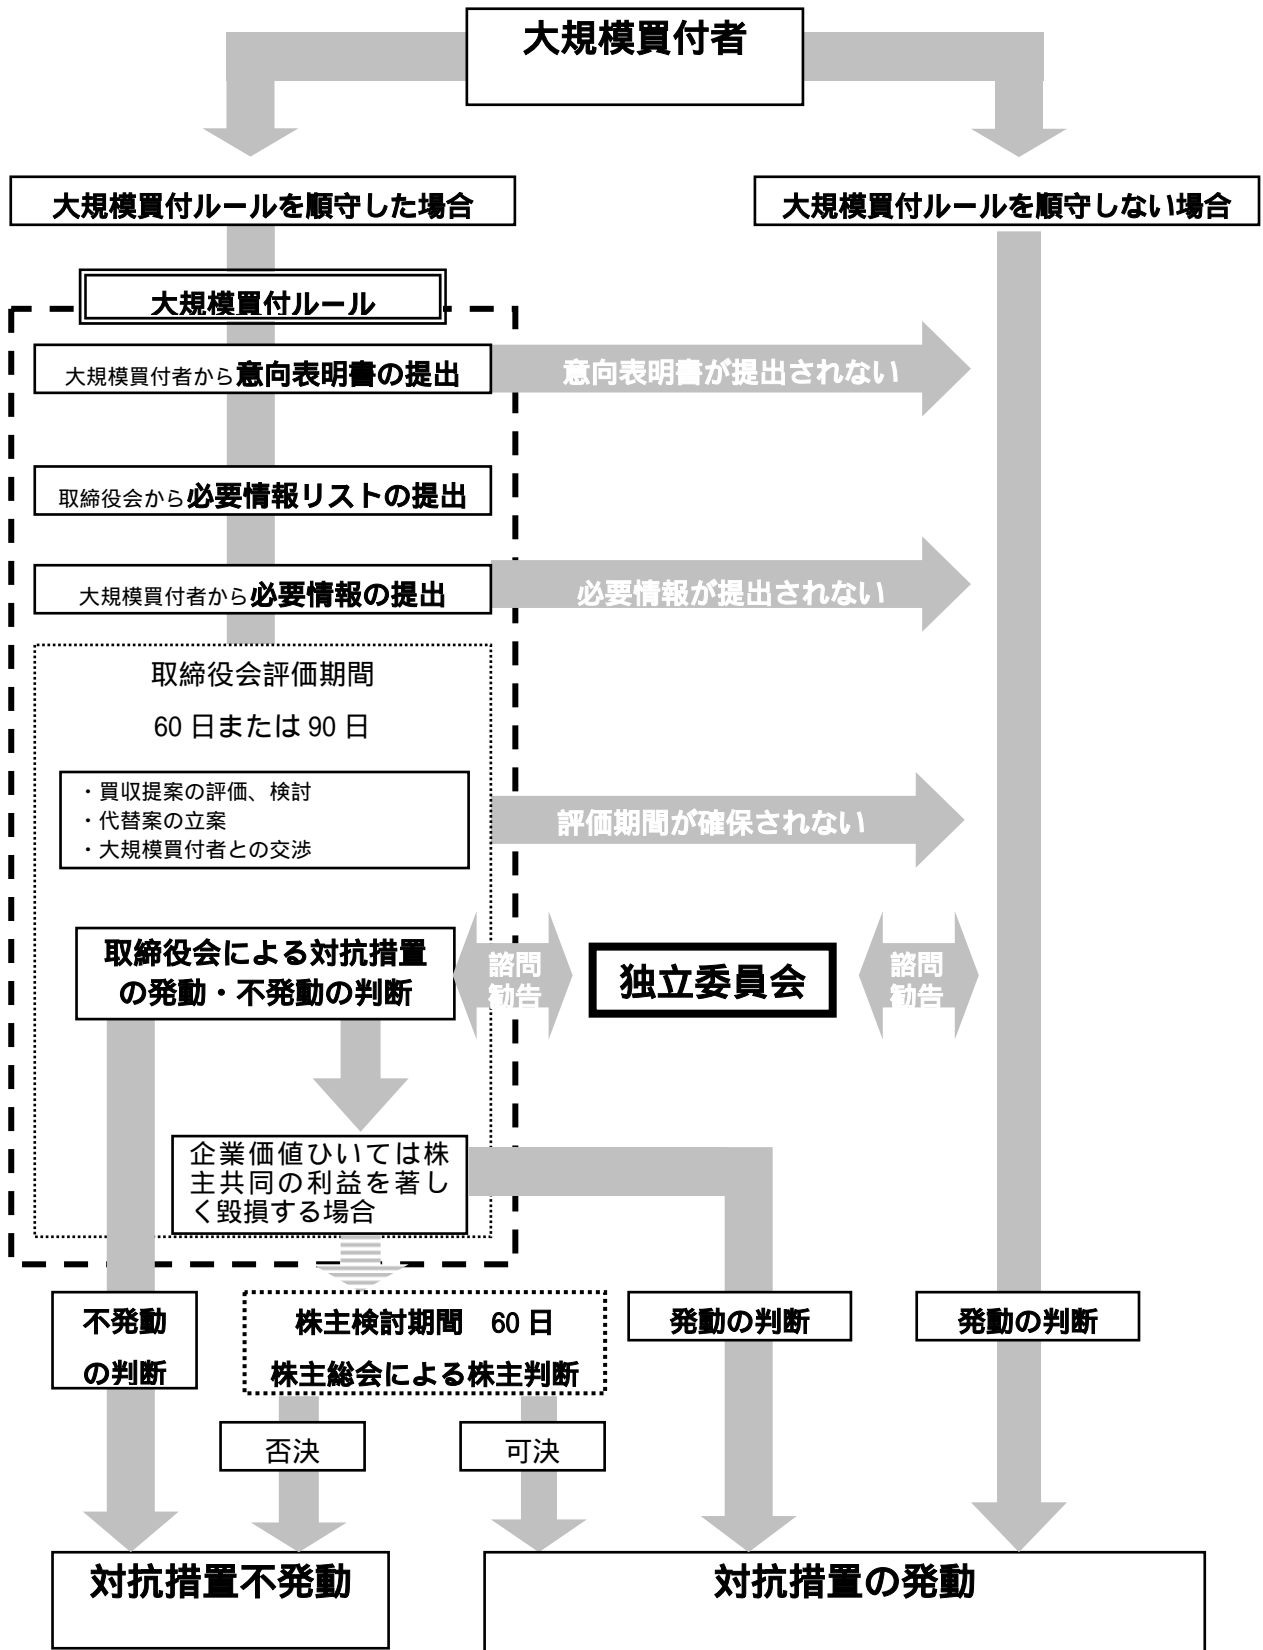 大規模買付者
大規模買付ルールを順守した場合
大規模買付ルールを順守しない場合
大規模買付ルール
大規模買付者から意向表明書の提出
意向表明書が提出されない
取締役会から必要情報リストの提出
大規模買付者から必要情報の提出
必要情報が提出されない
取締役会評価期間
60日または90日
・買収提案の評価、検討
・代替案の立案
・大規模買付者との交渉
評価期間が確保されない
取締役会による対抗措置
の発動・不発動の判断
諮問
勧告
独立委員会
諮問
勧告
企業価値ひいては株
主共同の利益を著し
く毀損する場合
不発動
の判断
株主検討期間 60日
株主総会による株主判断
発動の判断
発動の判断
否決
可決
対抗措置不発動
対抗措置の発動